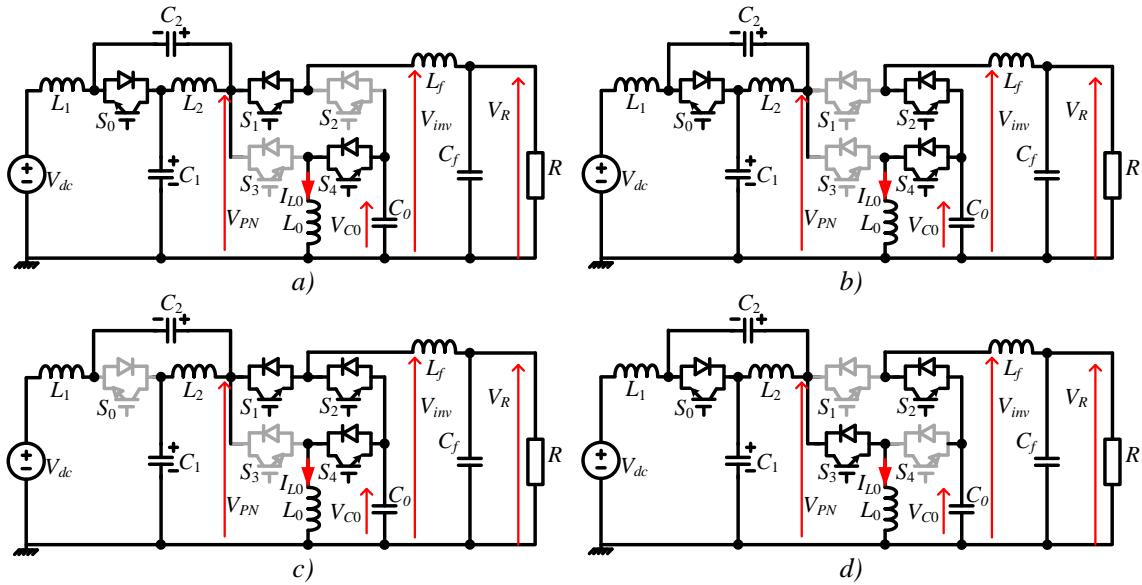 C2
L1 S0 L2 S1 S2 Lf
Vinv VR
S3 S4
Vdc C1 Cf R
IL0
VPN L0 VC0 C0
a)
C2
L1 S0 L2 S1 S2 Lf
Vinv VR
S3 S4
Vdc C1 Cf R
IL0
VPN L0 VC0 C0
b)
C2
L1 S0 L2 S1 S2 Lf
Vinv VR
S3 S4
Vdc C1 Cf R
IL0
VPN L0 VC0 C0
c)
C2
L1 S0 L2 S1 S2 Lf
Vinv VR
S3 S4
Vdc C1 Cf R
IL0
VPN L0 VC0 C0
d)